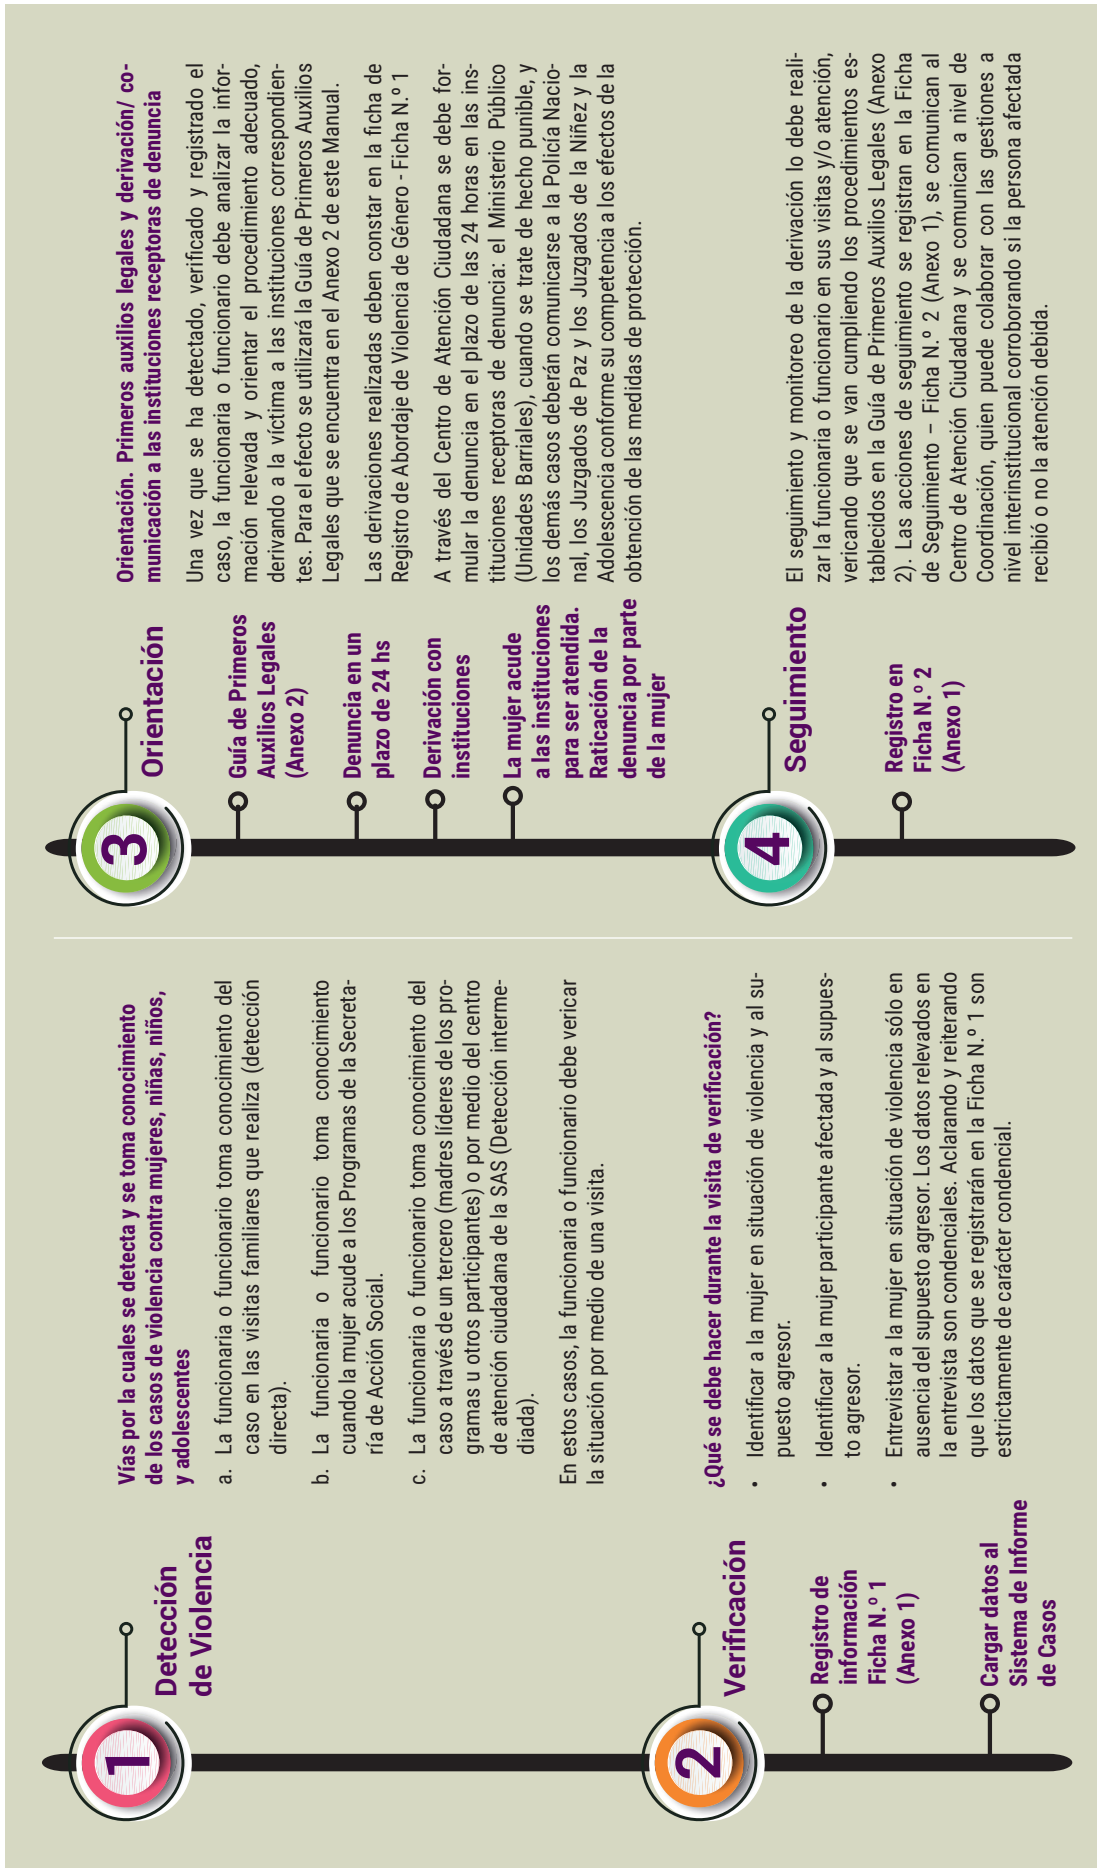 1
Detección
de Violencia
Vías por la cuales se detecta y se toma conocimiento
de los casos de violencia contra mujeres, niñas, niños,
y adolescentes
a. La funcionaria o funcionario toma conocimiento del
caso en las visitas familiares que realiza (detección
directa).
b. La funcionaria o funcionario toma conocimiento
cuando la mujer acude a los Programas de la Secreta-
ría de Acción Social.
c. La funcionaria o funcionario toma conocimiento del
caso a través de un tercero (madres líderes de los pro-
gramas u otros participantes) o por medio del centro
de atención ciudadana de la SAS (Detección interme-
diada).
En estos casos, la funcionaria o funcionario debe vericar
la situación por medio de una visita.
2
Verificación
Registro de
información
Ficha N.º 1
(Anexo 1)
Cargar datos al
Sistema de Informe
de Casos
¿Qué se debe hacer durante la visita de verificación?
• Identificar a la mujer en situación de violencia y al su-
puesto agresor.
• Identificar a la mujer participante afectada y al supues-
to agresor.
• Entrevistar a la mujer en situación de violencia sólo en
ausencia del supuesto agresor. Los datos relevados en
la entrevista son condenciales. Aclarando y reiterando
que los datos que se registrarán en la Ficha N.º 1 son
estrictamente de carácter condencial.
3
Orientación
Guía de Primeros
Auxilios Legales
(Anexo 2)
Denuncia en un
plazo de 24 hs
Derivación con
instituciones
La mujer acude
a las instituciones
para ser atendida.
Raticación de la
denuncia por parte
de la mujer
Orientación. Primeros auxilios legales y derivación/ co-
municación a las instituciones receptoras de denuncia
Una vez que se ha detectado, verificado y registrado el
caso, la funcionaria o funcionario debe analizar la infor-
mación relevada y orientar el procedimiento adecuado,
derivando a la víctima a las instituciones correspondien-
tes. Para el efecto se utilizará la Guía de Primeros Auxilios
Legales que se encuentra en el Anexo 2 de este Manual.
Las derivaciones realizadas deben constar en la ficha de
Registro de Abordaje de Violencia de Género - Ficha N.º 1
A través del Centro de Atención Ciudadana se debe for-
mular la denuncia en el plazo de las 24 horas en las ins-
tituciones receptoras de denuncia: el Ministerio Público
(Unidades Barriales), cuando se trate de hecho punible, y
los demás casos deberán comunicarse a la Policía Nacio-
nal, los Juzgados de Paz y los Juzgados de la Niñez y la
Adolescencia conforme su competencia a los efectos de la
obtención de las medidas de protección.
4
Seguimiento
Registro en
Ficha N. º 2
(Anexo 1)
El seguimiento y monitoreo de la derivación lo debe reali-
zar la funcionaria o funcionario en sus visitas y/o atención,
vericando que se van cumpliendo los procedimientos es-
tablecidos en la Guía de Primeros Auxilios Legales (Anexo
2). Las acciones de seguimiento se registran en la Ficha
de Seguimiento – Ficha N.º 2 (Anexo 1), se comunican al
Centro de Atención Ciudadana y se comunican a nivel de
Coordinación, quien puede colaborar con las gestiones a
nivel interinstitucional corroborando si la persona afectada
recibió o no la atención debida.